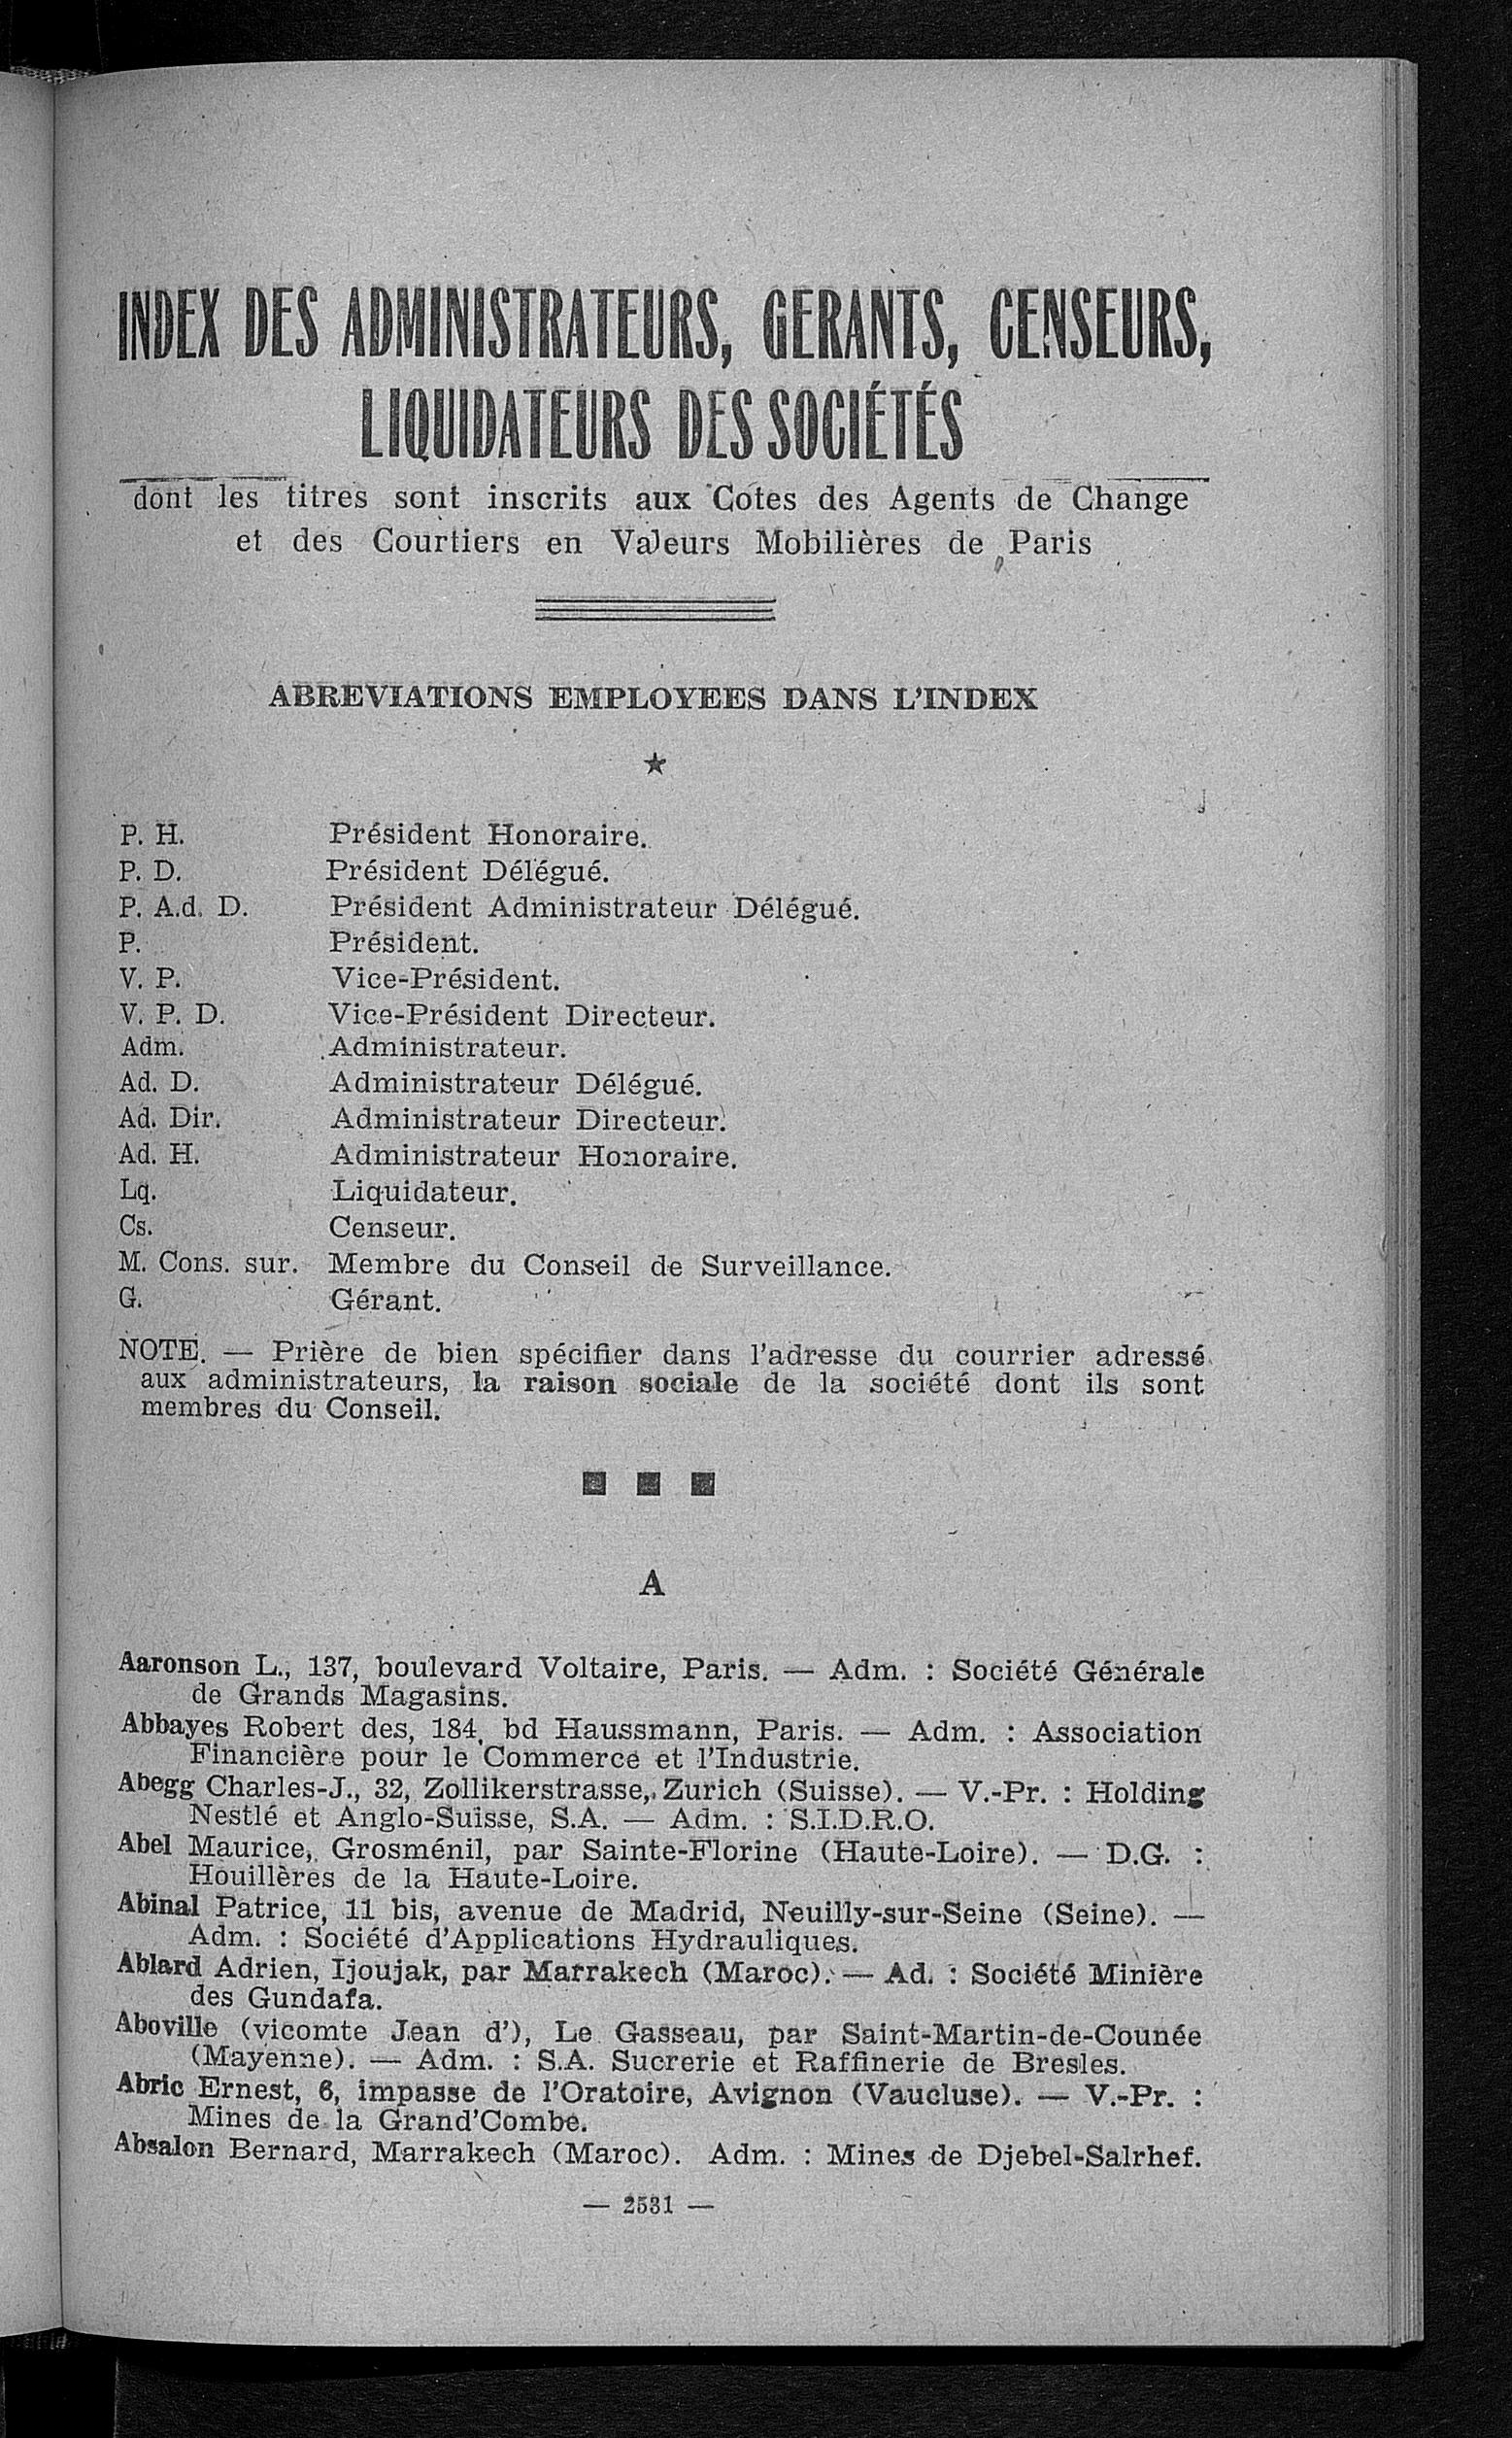 INDEX DES ADMINISTRATEURS, GERANTS, CENSEURS,
LIQUIDATEURS DES SOCIÉTÉS
dont les titres sont inscrits aux Cotes des Agents de Change
et des Courtiers en Valeurs Mobilières de Paris
ABREVIATIONS EMPLOYEES DANS L'INDEX
★
P. H. Président Honoraire.
P. D. Président Délégué.
P. A.d. D. Président Administrateur Délégué.
P. Président.
V. P. Vice-Président.
V. P. D. Vice-Président Directeur.
Adm. Administrateur.
Ad. D. Administrateur Délégué.
Ad. Dir. Administrateur Directeur.
Ad. H. Administrateur Honoraire.
Lq. Liquidateur.
Cs. Censeur.
M. Cons. sur. Membre du Conseil de Surveillance.
G. Gérant.
NOTE. — Prière de bien spécifier dans l'adresse du courrier adressé
aux administrateurs, la raison sociale de la société dont ils sont
membres du Conseil.
■ ■ ■
A
Aaronson L., 137, boulevard Voltaire, Paris. — Adm. : Société Générale
de Grands Magasins.
Abbayes Robert des, 184, bd Haussmann, Paris. — Adm. : Association
Financière pour le Commerce et l'Industrie.
Abegg Charles-J., 32, Zollikerstrasse, Zurich (Suisse). — V.-Pr. : Holding
Nestlé et Anglo-Suisse, S.A. — Adm. : S.I.D.R.O.
Abel Maurice, Grosménil, par Sainte-Florine (Haute-Loire). — D.G. :
Houillères de la Haute-Loire.
Abinal Patrice, 11 bis, avenue de Madrid, Neuilly-sur-Seine (Seine). —
Adm. : Société d'Applications Hydrauliques.
Ablard Adrien, Ijoujak, par Marrakech (Maroc). — Ad. : Société Minière
des Gundafa.
Aboville (vicomte Jean d'), Le Gasseau, par Saint-Martin-de-Counée
(Mayenne). — Adm. : S.A. Sucrerie et Raffinerie de Bresles.
Abric Ernest, 6, impasse de l'Oratoire, Avignon (Vaucluse). — V.-Pr. :
Mines de la Grand'Combe.
Absalon Bernard, Marrakech (Maroc). Adm. : Mines de Djebel-Salrhef.
— 2531 —